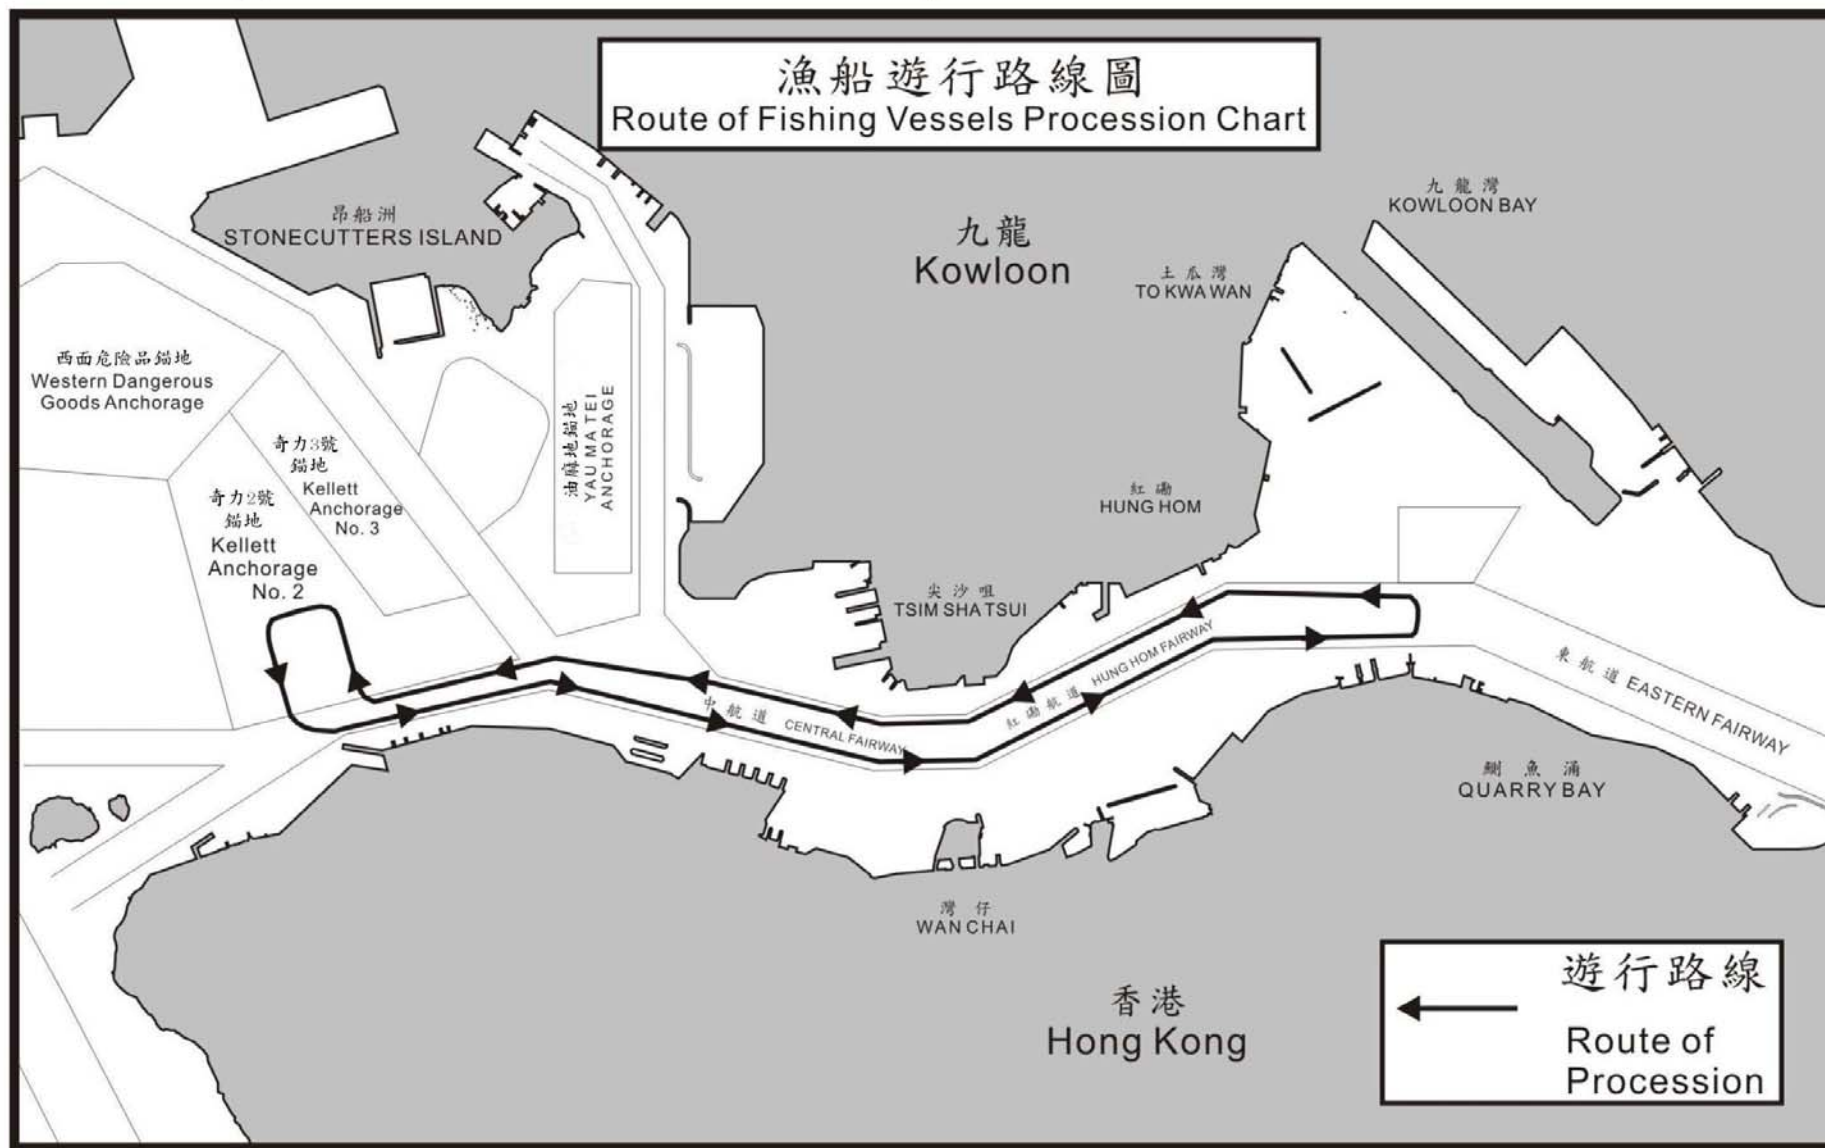 漁船遊行路線圖
Route of Fishing Vessels Procession Chart
九龍灣
KOWLOON BAY
昂船洲
STONECUTTERS ISLAND
九龍
Kowloon
土瓜灣
TO KWA WAN
西面危險品錨地
Western Dangerous
Goods Anchorage
油麻地錨地
YAU MA TEI
ANCHORAGE
奇力3號
錨地
Kellett
Anchorage
No. 3
奇力2號
錨地
Kellett
Anchorage
No. 2
紅磡
HUNG HOM
尖沙咀
TSIM SHA TSUI
紅磡航道 HUNG HOM FAIRWAY
中航道 CENTRAL FAIRWAY
東航道 EASTERN FAIRWAY
鰂魚涌
QUARRY BAY
灣仔
WAN CHAI
香港
Hong Kong
遊行路線
Route of
Procession